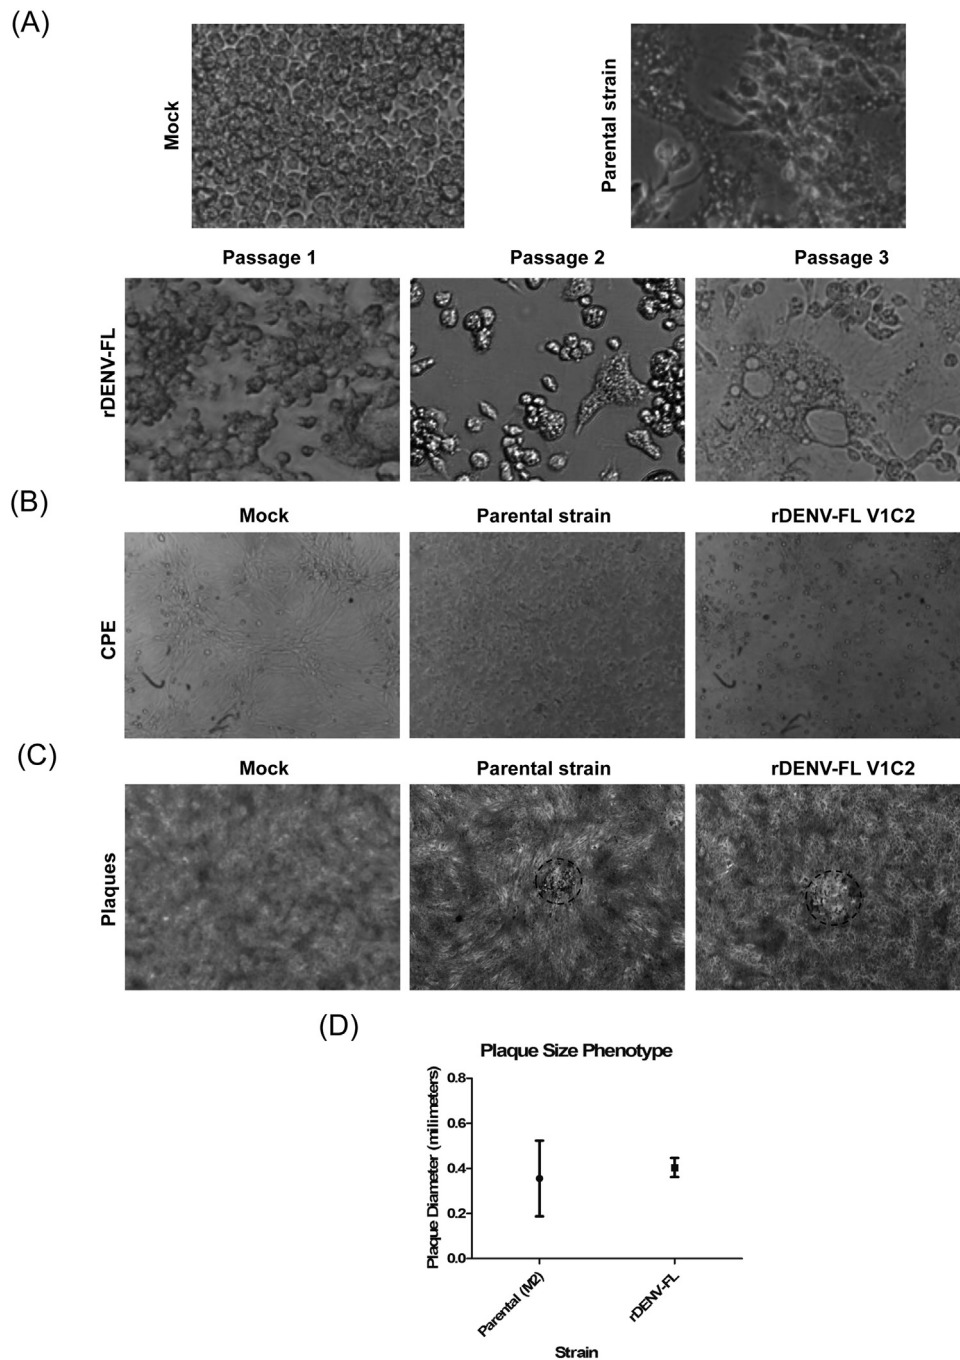 (A)
Mock
Parental strain
Passage 1
Passage 2
Passage 3
rDENV-FL
(B)
Mock
Parental strain
rDENV-FL V1C2
CPE
(C)
Mock
Parental strain
rDENV-FL V1C2
Plaques
(D)
Plaque Size Phenotype
Plaque Diameter (milimeters)
0.8
0.6
0.4
0.2
0.0
Parental (M2)
rDENV-FL
Strain